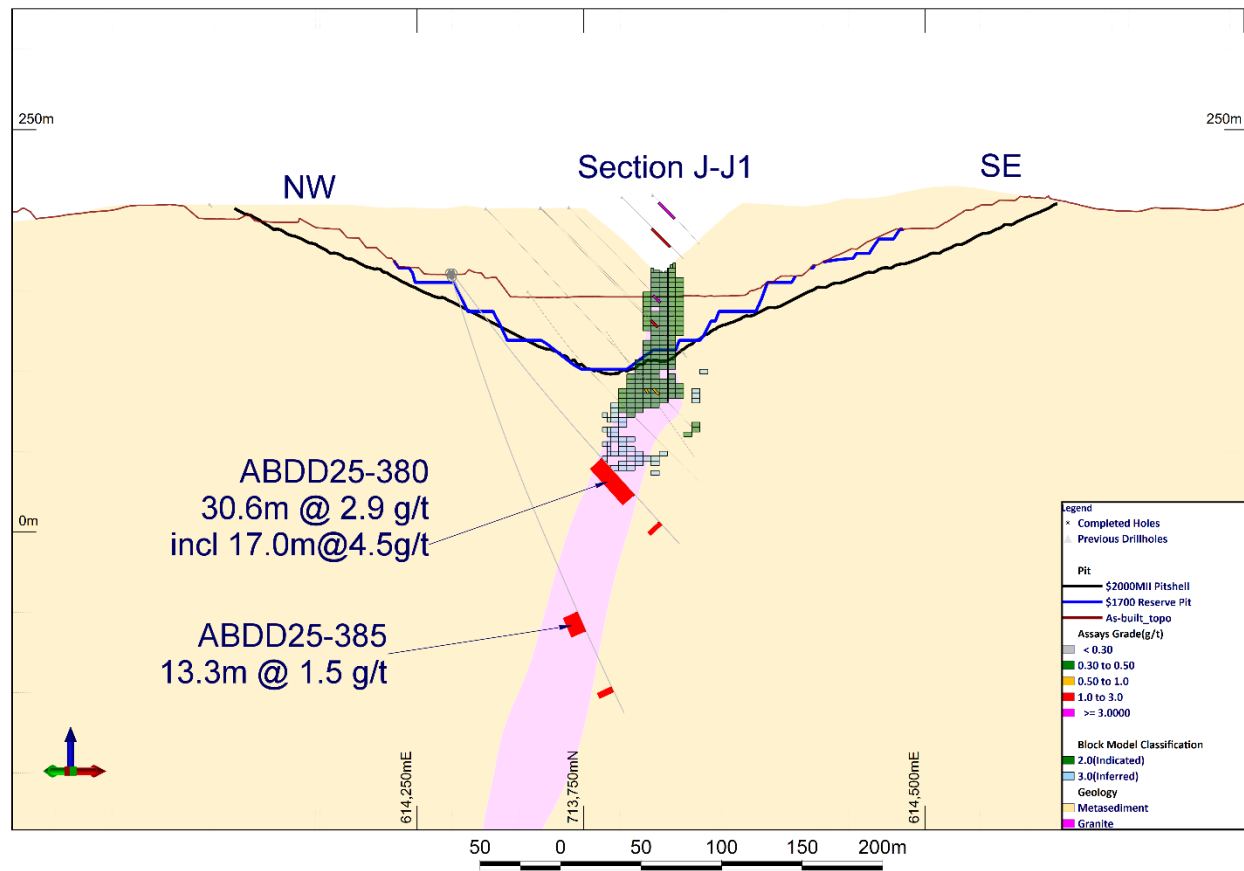 250m
250m
NW
Section J-J1
SE
ABDD25-380
30.6m @ 2.9 g/t
incl 17.0m@4.5g/t
0m
ABDD25-385
13.3m @ 1.5 g/t
614,250mE
713,750mN
614,500mE
Legend
Completed Holes
Previous Drillholes
Pit
$2000MII Pitshell
$1700 Reserve Pit
As-built_topo
Assays Grade(g/t)
< 0.30
0.30 to 0.50
0.50 to 1.0
1.0 to 3.0
>= 3.0000
Block Model Classification
2.0(Indicated)
3.0(Inferred)
Geology
Metasediment
Granite
50 0 50 100 150 200m